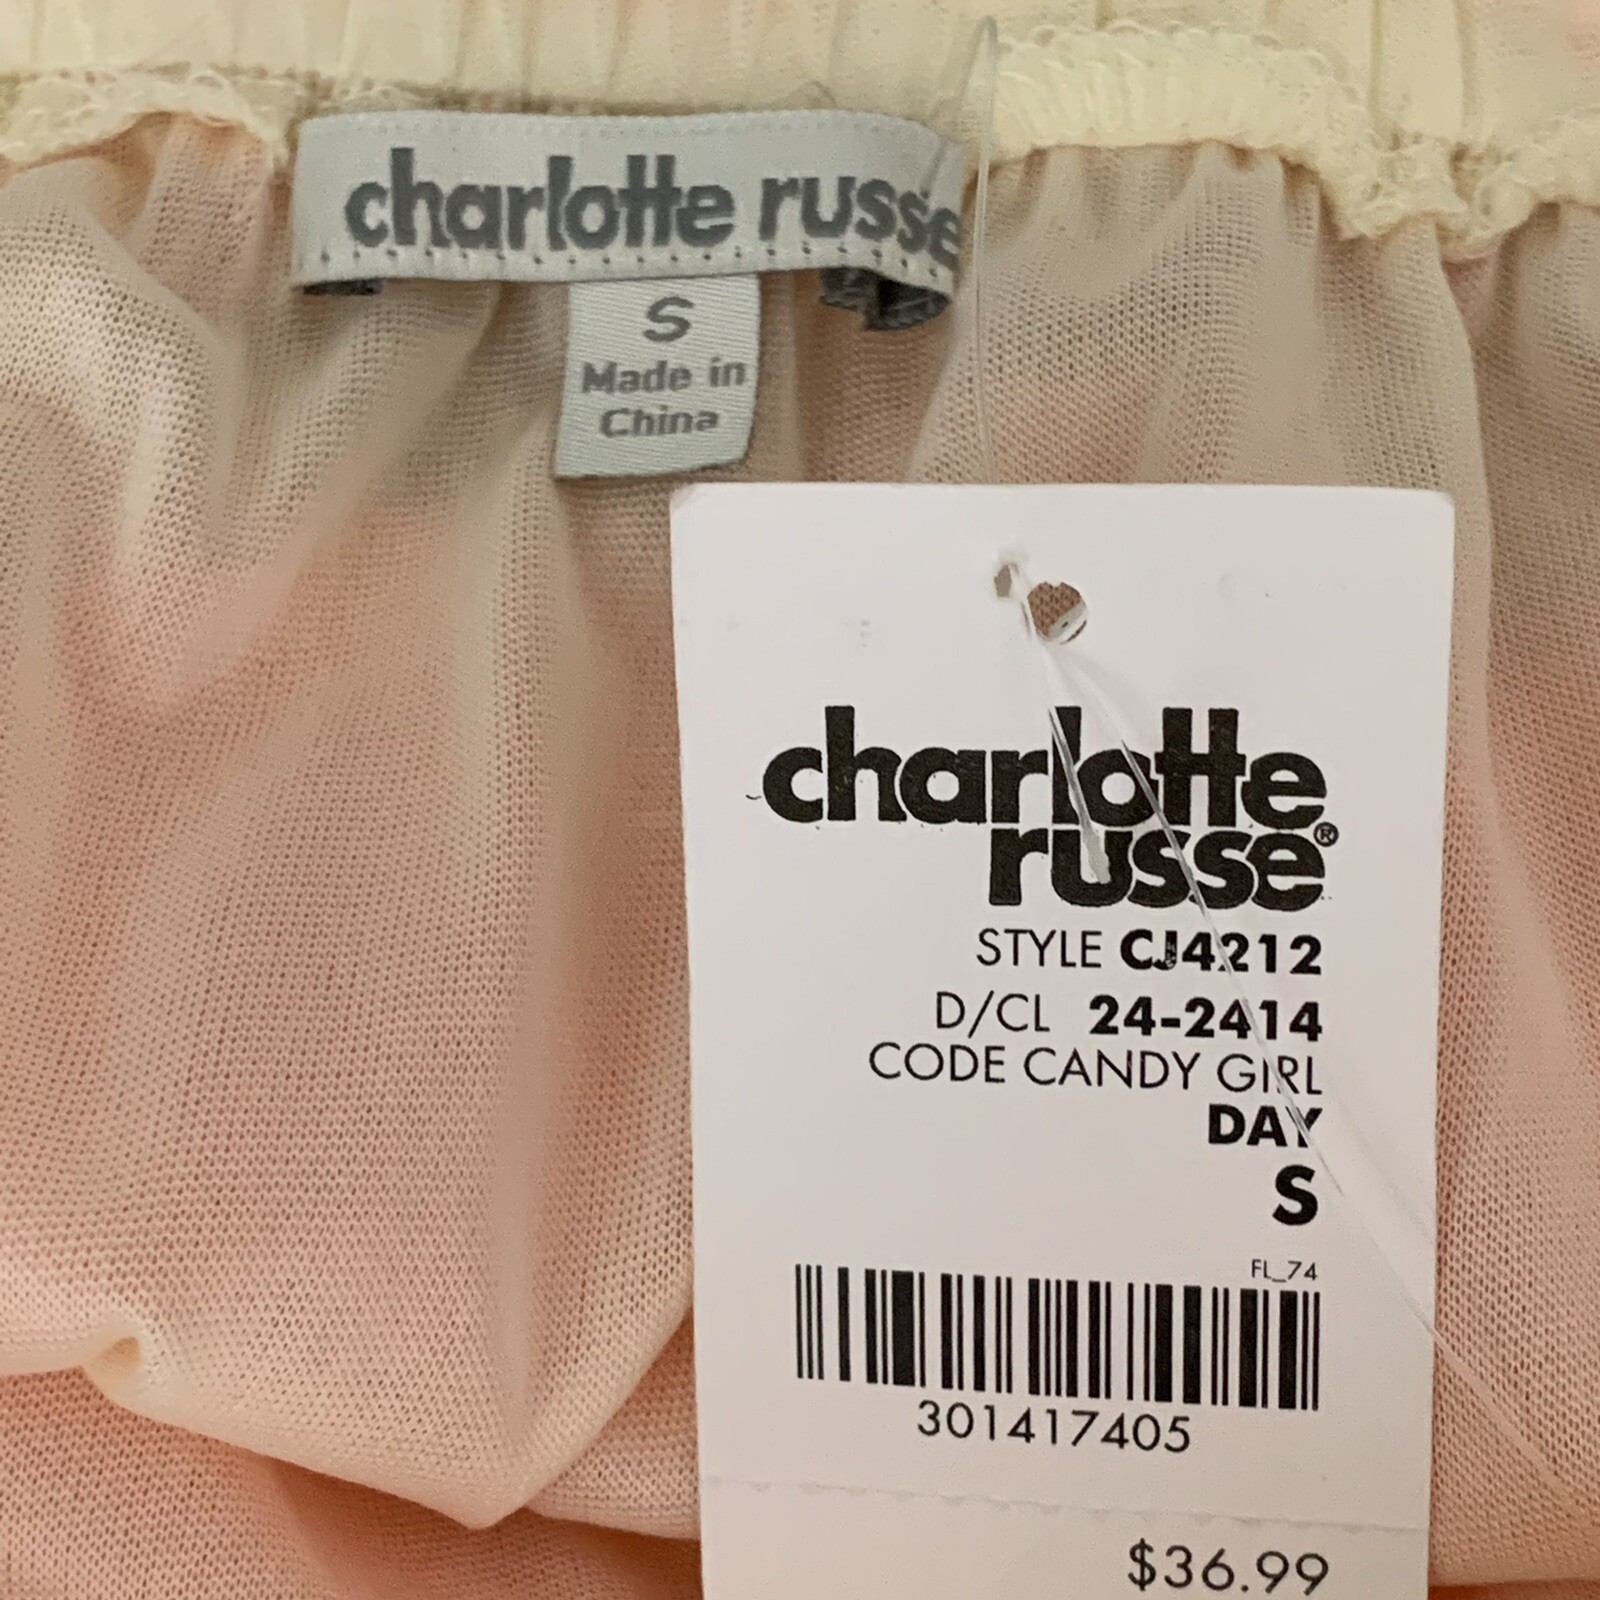 charlotte russe
S
Made in
China
charlotte
russe®
STYLE CJ4212
D/CL 24-2414
CODE CANDY GIRL
DAY
S
FL_74
301417405
$36.99